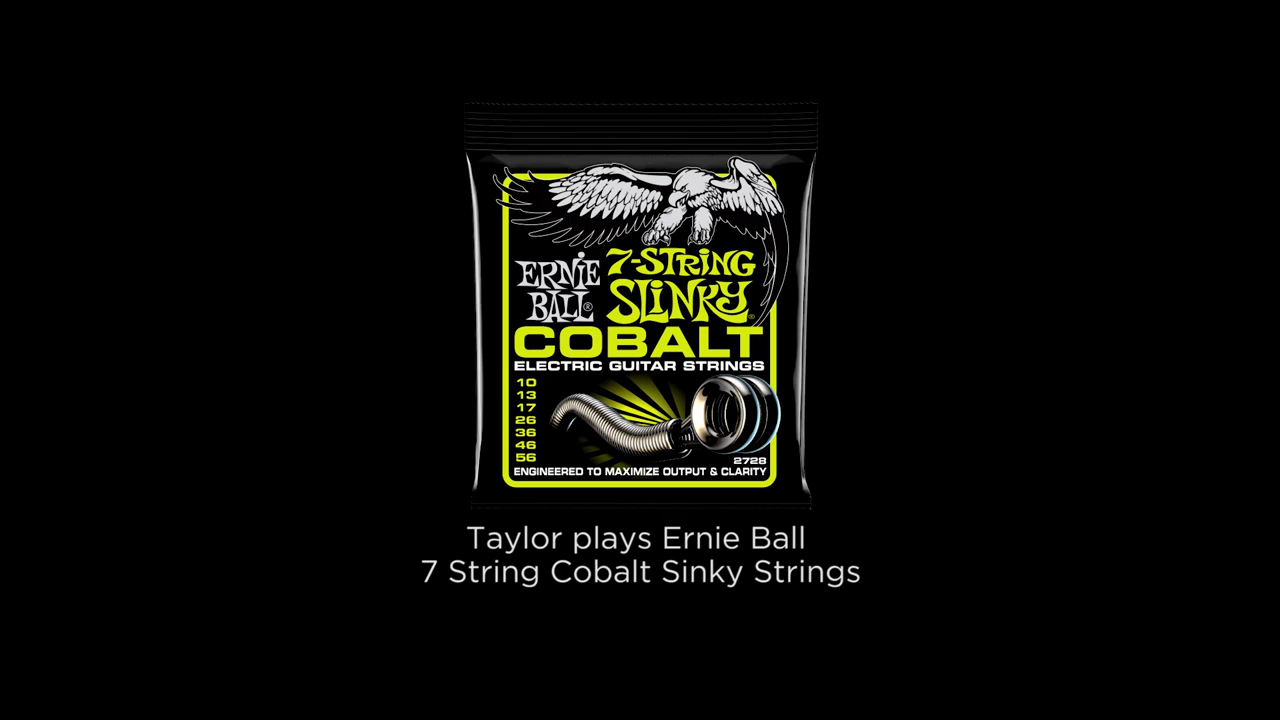 ERNIE BALL®
7-STRING
SLINKY®
COBALT
ELECTRIC GUITAR STRINGS
10
13
17
26
36
46
56
2728
ENGINEERED TO MAXIMIZE OUTPUT & CLARITY
Taylor plays Ernie Ball
7 String Cobalt Sinky Strings